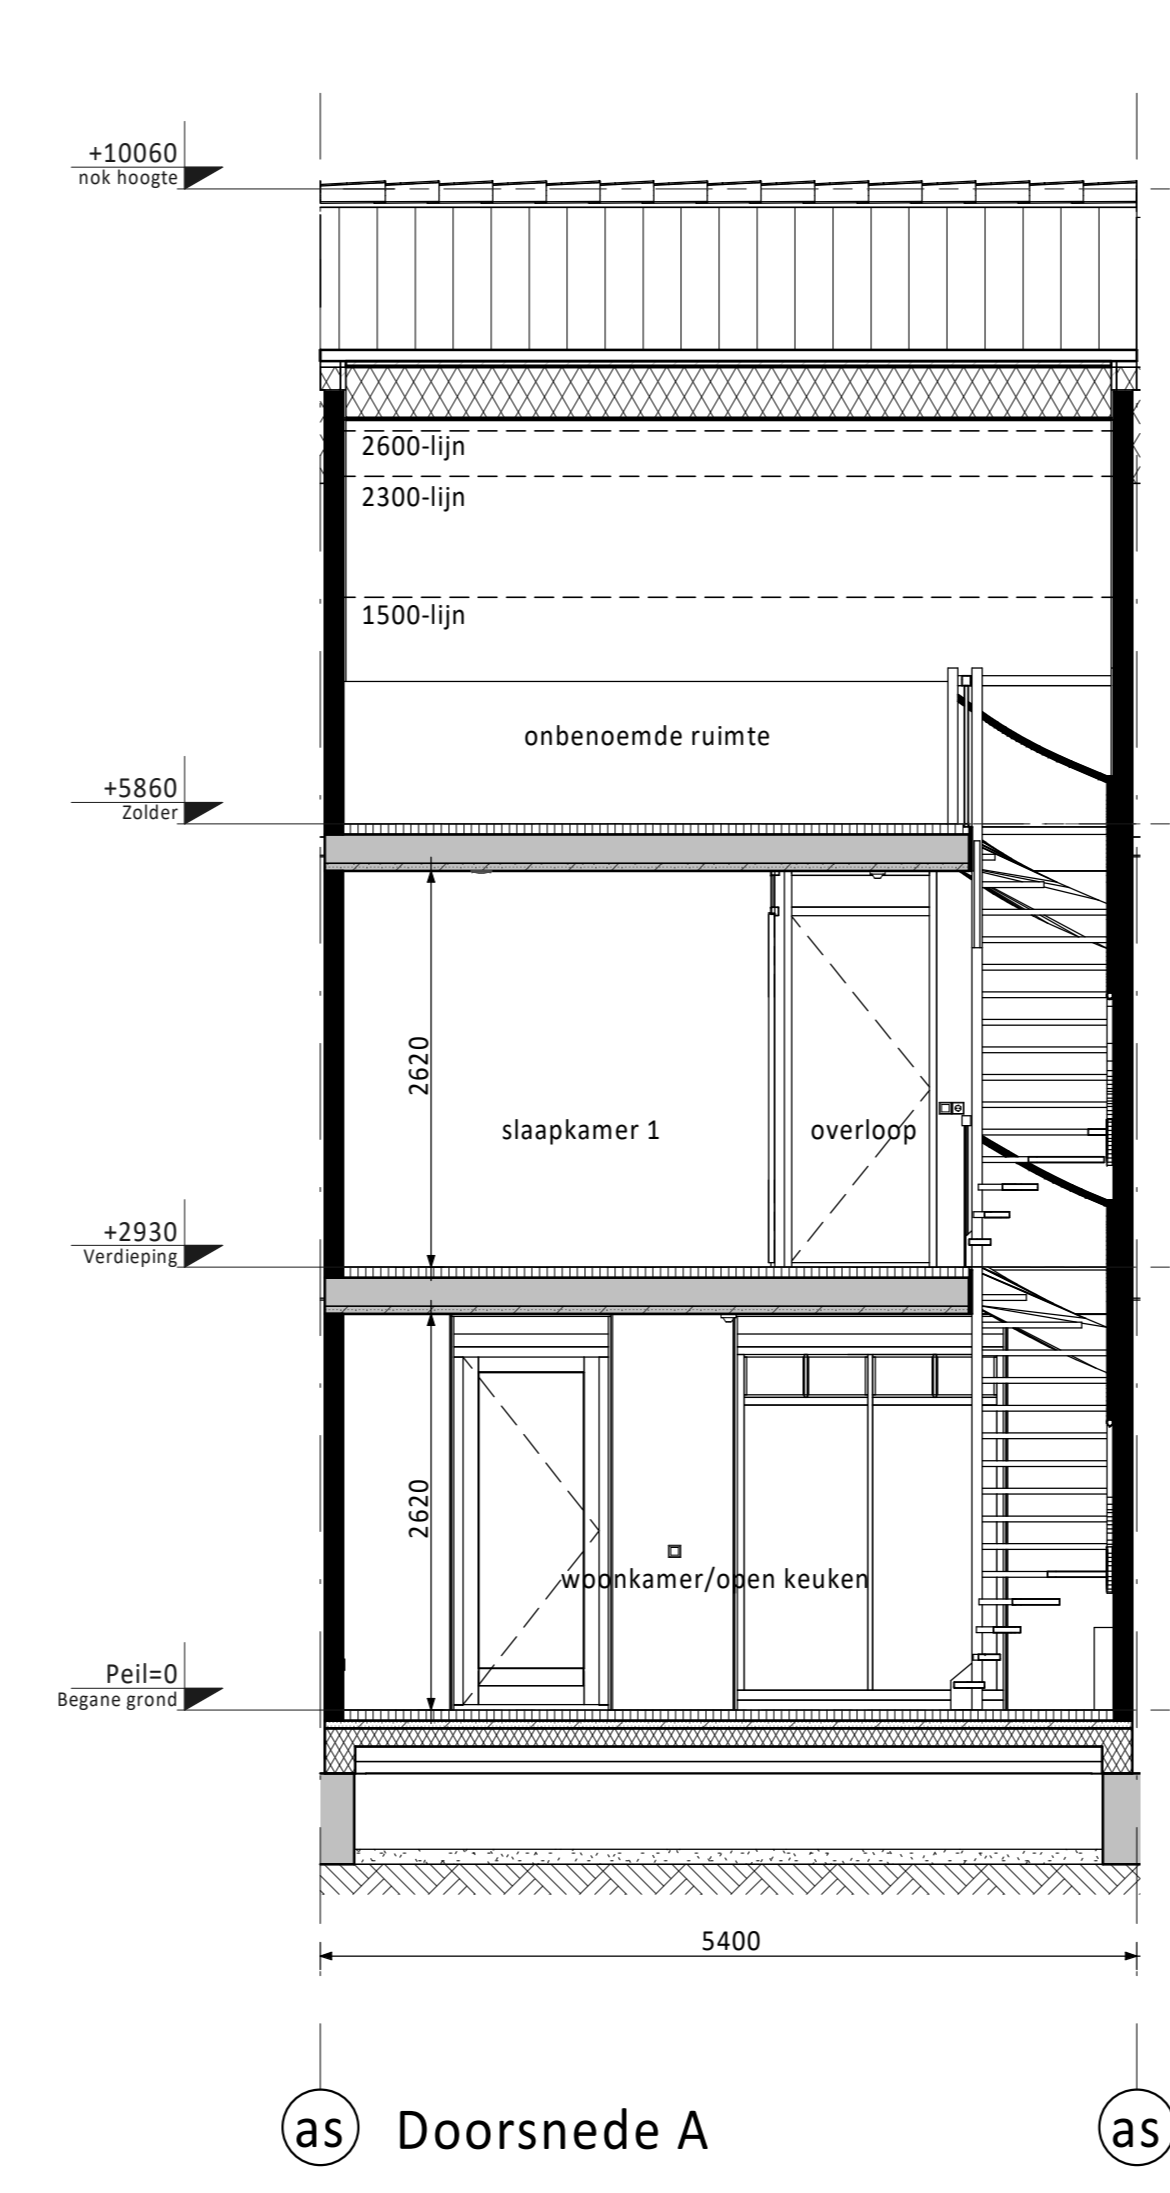 +10060
nok hoogte
2600-lijn
2300-lijn
1500-lijn
onbenoemde ruimte
+5860
Zolder
2620
slaapkamer 1
overloop
+2930
Verdieping
2620
woonkamer/open keuken
Peil=0
Begane grond
5400
as
Doorsnede A
as